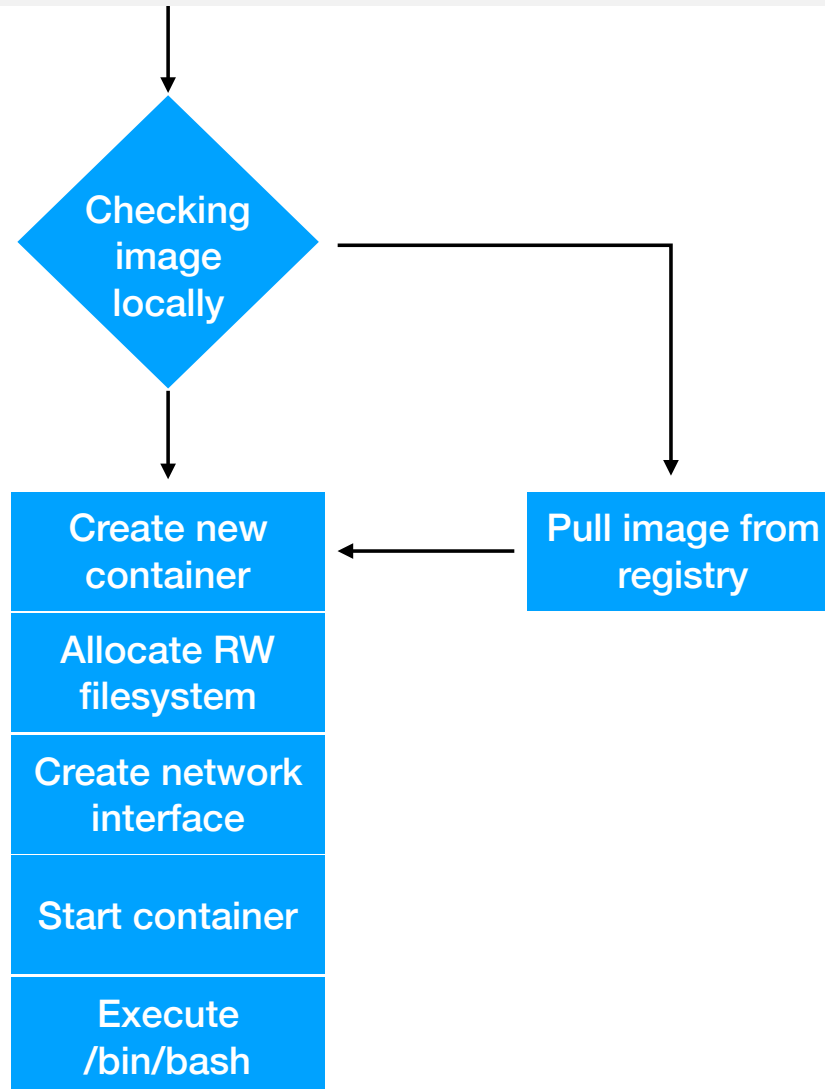 Checking
image
locally
Create new
container
Pull image from
registry
Allocate RW
filesystem
Create network
interface
Start container
Execute
/bin/bash